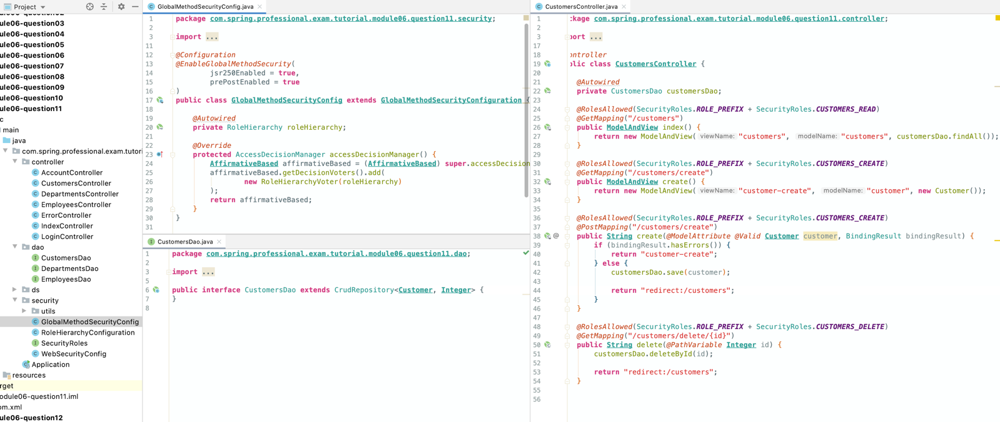 Project
ule06-question03
ule06-question04
ule06-question05
ule06-question06
ule06-question07
ule06-question08
ule06-question09
ule06-question10
ule06-question11
c
main
java
com.spring.professional.exam.tutori
controller
AccountController
CustomersController
DepartmentsController
EmployeesController
ErrorController
IndexController
LoginController
dao
CustomersDao
DepartmentsDao
EmployeesDao
ds
security
utils
GlobalMethodSecurityConfig
RoleHierarchyConfiguration
SecurityRoles
WebSecurityConfig
Application
resources
rget
odule06-question11.iml
om.xml
ule06-question12
GlobalMethodSecurityConfig.java
1 package com.spring.professional.exam.tutorial.module06.question11.security;
2
3 import ...
11
12 @Configuration
13 @EnableGlobalMethodSecurity(
14 jsr250Enabled = true,
15 prePostEnabled = true
16 )
17 public class GlobalMethodSecurityConfig extends GlobalMethodSecurityConfiguration {
18
19 @Autowired
20 private RoleHierarchy roleHierarchy;
21
22 @Override
23 protected AccessDecisionManager accessDecisionManager() {
24 AffirmativeBased affirmativeBased = (AffirmativeBased) super.accessDecision
25 affirmativeBased.getDecisionVoters().add(
26 new RoleHierarchyVoter(roleHierarchy)
27 );
28 return affirmativeBased;
29 }
30 }
31
CustomersDao.java
1 package com.spring.professional.exam.tutorial.module06.question11.dao;
2
3 import ...
5
6 public interface CustomersDao extends CrudRepository<Customer, Integer> {
7 }
8
CustomersController.java
1 ckage com.spring.professional.exam.tutorial.module06.question11.controller;
2
3 port ...
17
18 ontroller
19 blic class CustomersController {
20
21 @Autowired
22 private CustomersDao customersDao;
23
24 @RolesAllowed(SecurityRoles.ROLE_PREFIX + SecurityRoles.CUSTOMERS_READ)
25 @GetMapping("/customers")
26 public ModelAndView index() {
27 return new ModelAndView( viewName: "customers", modelName: "customers", customersDao.findAll());
28 }
29
30 @RolesAllowed(SecurityRoles.ROLE_PREFIX + SecurityRoles.CUSTOMERS_CREATE)
31 @GetMapping("/customers/create")
32 public ModelAndView create() {
33 return new ModelAndView( viewName: "customer-create", modelName: "customer", new Customer());
34 }
35
36 @RolesAllowed(SecurityRoles.ROLE_PREFIX + SecurityRoles.CUSTOMERS_CREATE)
37 @PostMapping("/customers/create")
38 @ public String create(@ModelAttribute @Valid Customer customer, BindingResult bindingResult) {
39 if (bindingResult.hasErrors()) {
40 return "customer-create";
41 } else {
42 customersDao.save(customer);
43
44 return "redirect:/customers";
45 }
46 }
47
48 @RolesAllowed(SecurityRoles.ROLE_PREFIX + SecurityRoles.CUSTOMERS_DELETE)
49 @GetMapping("/customers/delete/{id}")
50 public String delete(@PathVariable Integer id) {
51 customersDao.deleteById(id);
52
53 return "redirect:/customers";
54 }
55
56